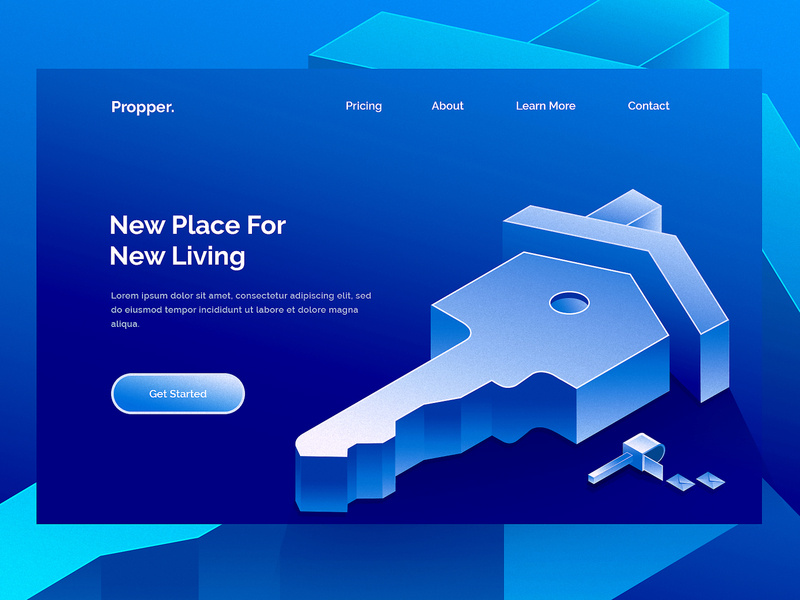 Propper.
Pricing
About
Learn More
Contact
New Place For
New Living
Lorem ipsum dolor sit amet, consectetur adipiscing elit, sed
do eiusmod tempor incididunt ut labore et dolore magna
aliqua.
Get Started